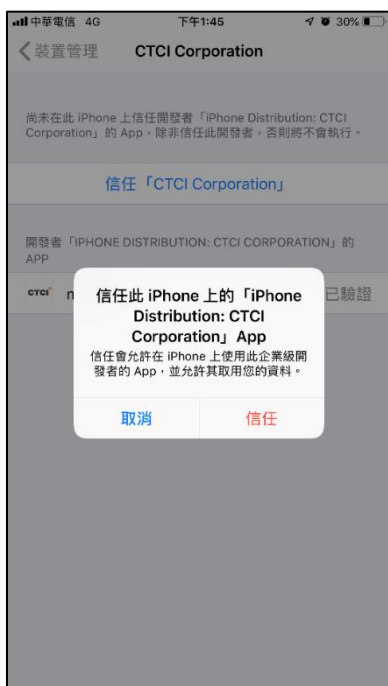 中華電信 4G 下午1:45 30%
裝置管理 CTCI Corporation
尚未在此 iPhone 上信任開發者「iPhone Distribution: CTCI
Corporation」的 App，除非信任此開發者，否則將不會執行。
信任「CTCI Corporation」
開發者「IPHONE DISTRIBUTION: CTCI CORPORATION」的
APP
CTCI n 已驗證
信任此 iPhone 上的「iPhone
Distribution: CTCI
Corporation」App
信任會允許在 iPhone 上使用此企業級開
發者的 App，並允許其取用您的資料。
取消 信任